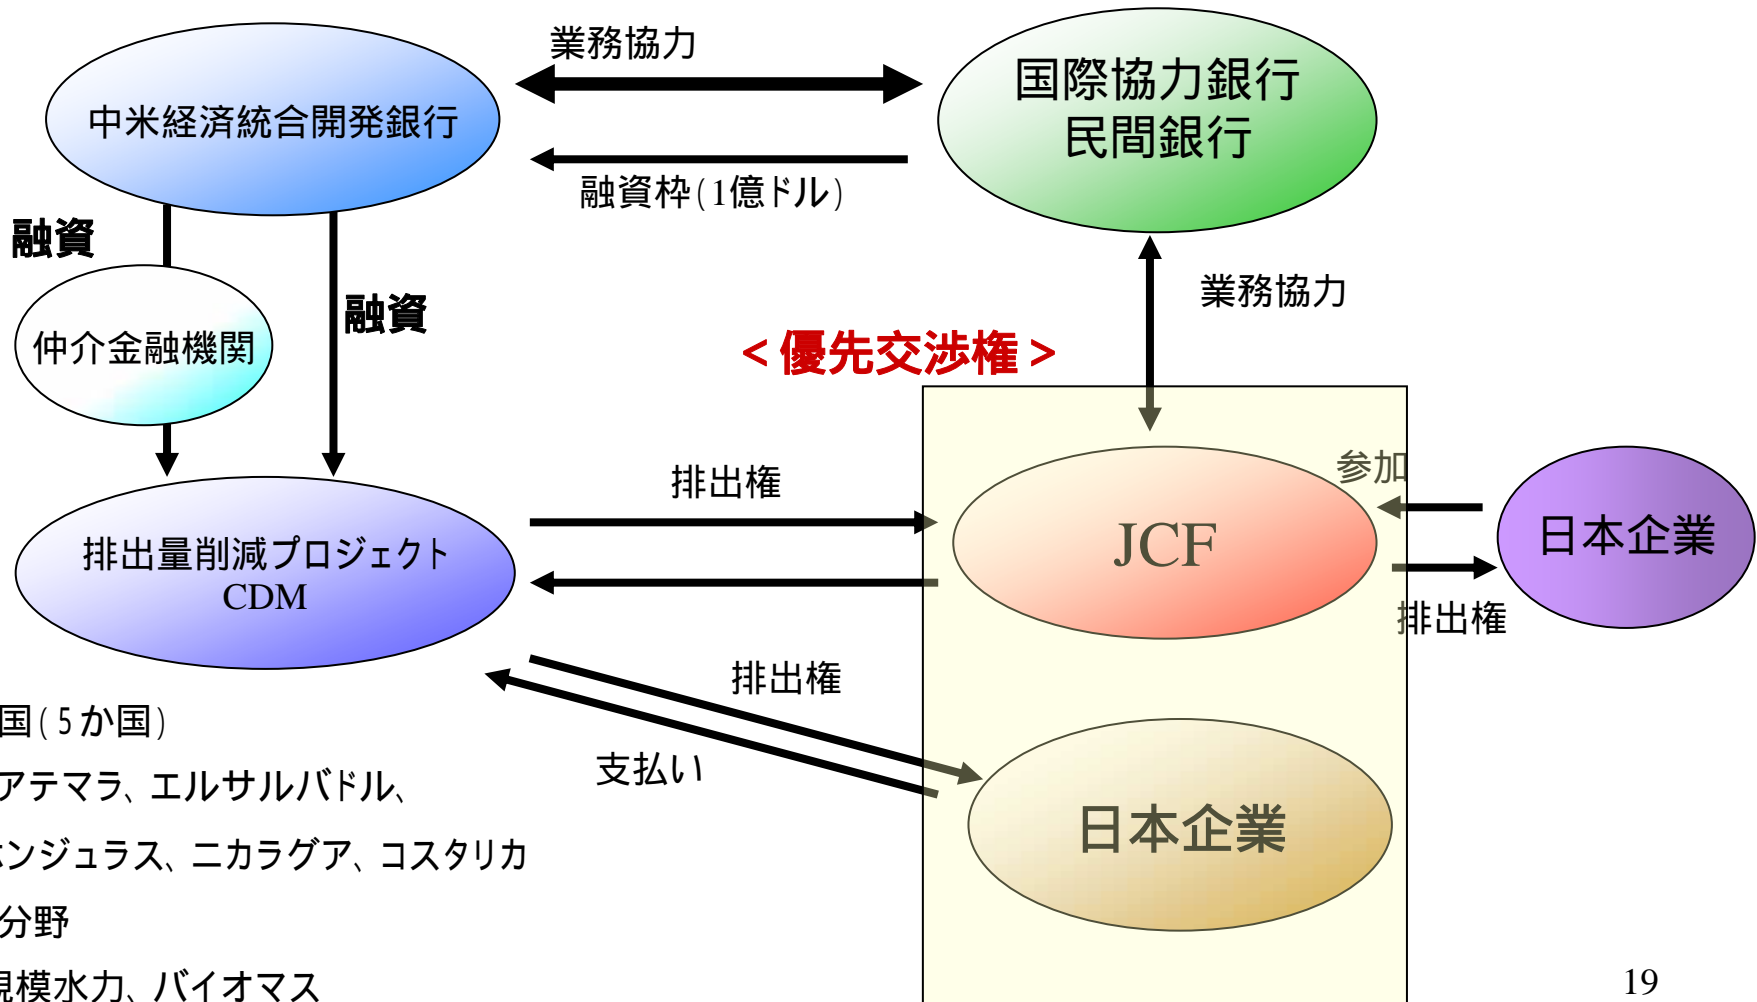 業務協力
国際協力銀行
民間銀行
中米経済統合開発銀行
融資枠(1億ドル)
融資
業務協力
融資
仲介金融機関
<優先交渉権>
参加
排出権
日本企業
JCF
排出量削減プロジェクト
CDM
排出権
排出権
国(5か国)
支払い
アテマラ、エルサルバドル、
日本企業
ホンジュラス、ニカラグア、コスタリカ
分野
規模水力、バイオマス
19